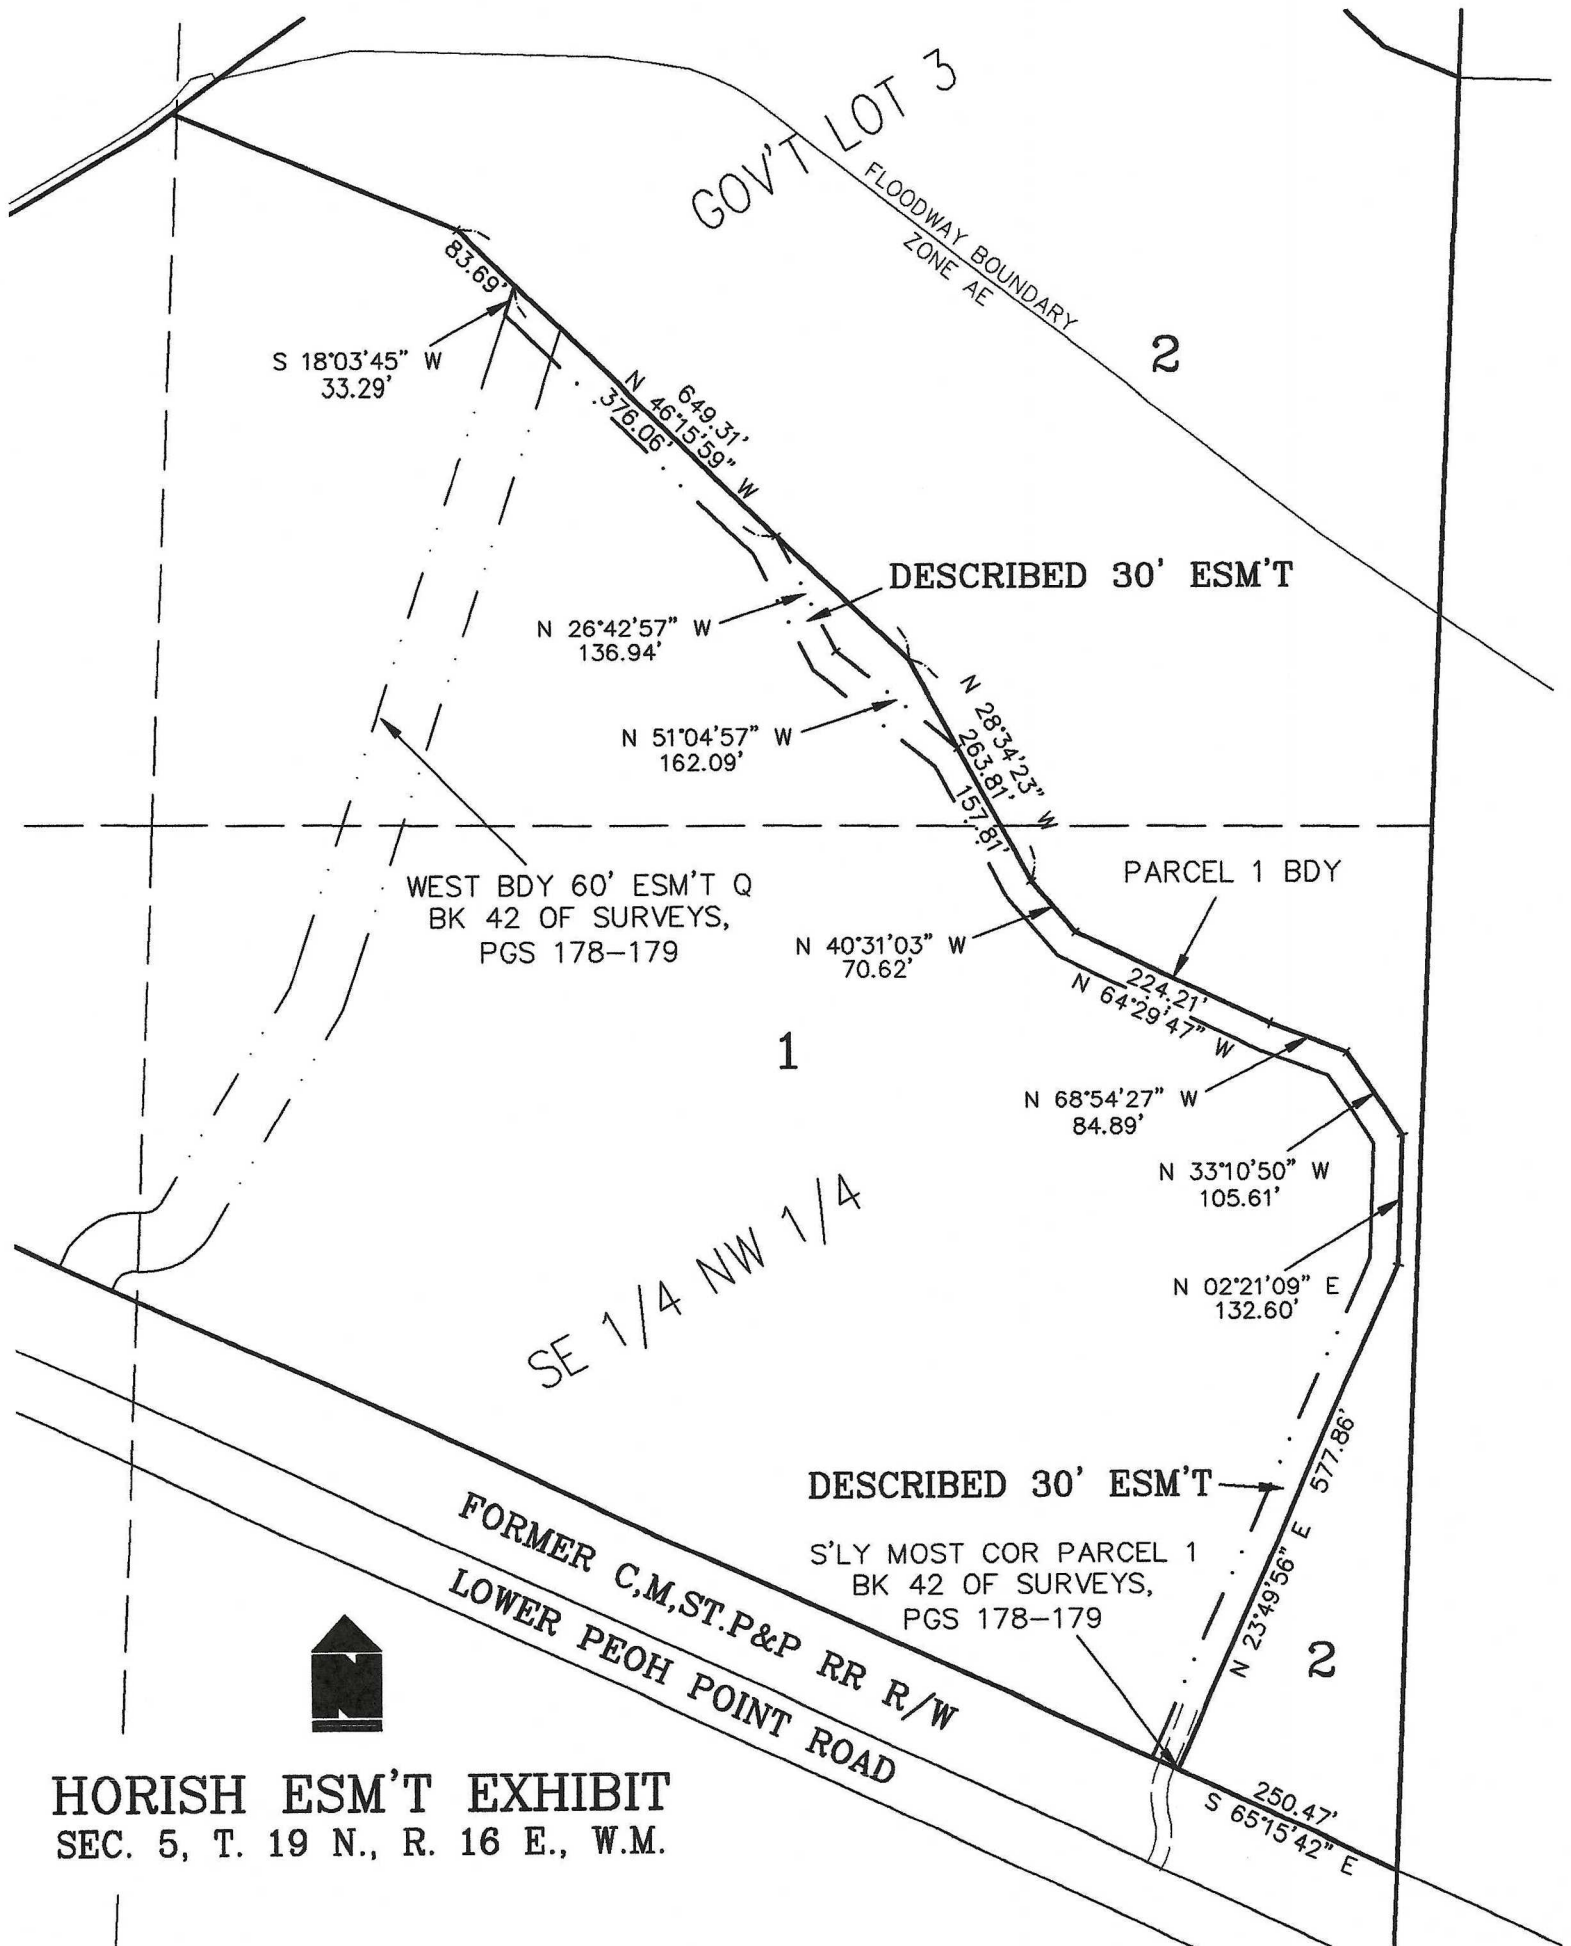 GOV'T LOT 3
FLOODWAY BOUNDARY
ZONE AE
2
83.69'
S 18°03'45" W
33.29'
649.31'
N 46°15'59" W
376.06'
DESCRIBED 30' ESM'T
N 26°42'57" W
136.94'
N 51°04'57" W
162.09'
N 28°34'23" W
263.81'
157.81'
WEST BDY 60' ESM'T Q
BK 42 OF SURVEYS,
PGS 178-179
PARCEL 1 BDY
N 40°31'03" W
70.62'
224.21'
N 64°29'47" W
1
N 68°54'27" W
84.89'
N 33°10'50" W
105.61'
N 02°21'09" E
132.60'
SE 1/4 NW 1/4
577.86'
N 23°49'56" E
DESCRIBED 30' ESM'T
S'LY MOST COR PARCEL 1
BK 42 OF SURVEYS,
PGS 178-179
2
FORMER C,M,ST.P&P RR R/W
LOWER PEOH POINT ROAD
250.47'
S 65°15'42" E
N
HORISH ESM'T EXHIBIT
SEC. 5, T. 19 N., R. 16 E., W.M.